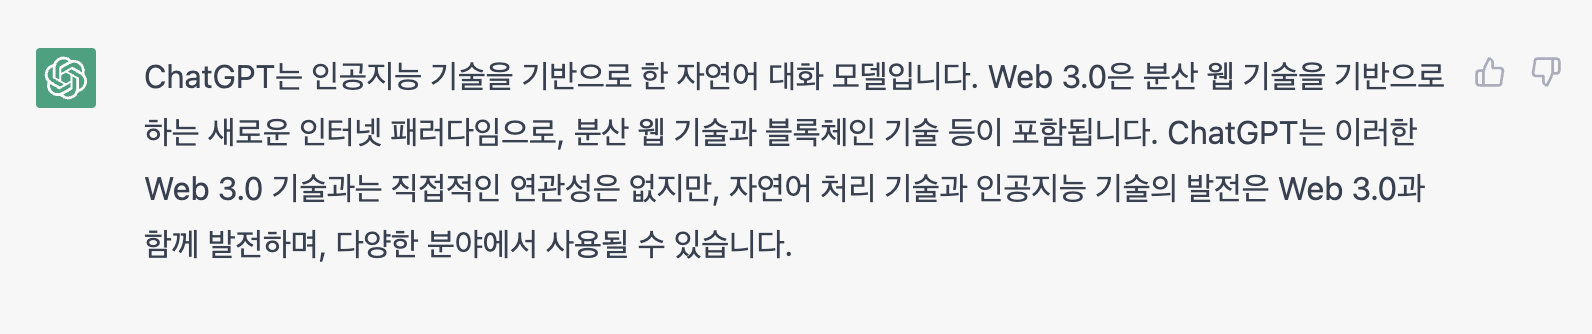 ChatGPT는 인공지능 기술을 기반으로 한 자연어 대화 모델입니다. Web 3.0은 분산 웹 기술을 기반으로
하는 새로운 인터넷 패러다임으로, 분산 웹 기술과 블록체인 기술 등이 포함됩니다. ChatGPT는 이러한
Web 3.0 기술과는 직접적인 연관성은 없지만, 자연어 처리 기술과 인공지능 기술의 발전은 Web 3.0과
함께 발전하며, 다양한 분야에서 사용될 수 있습니다.